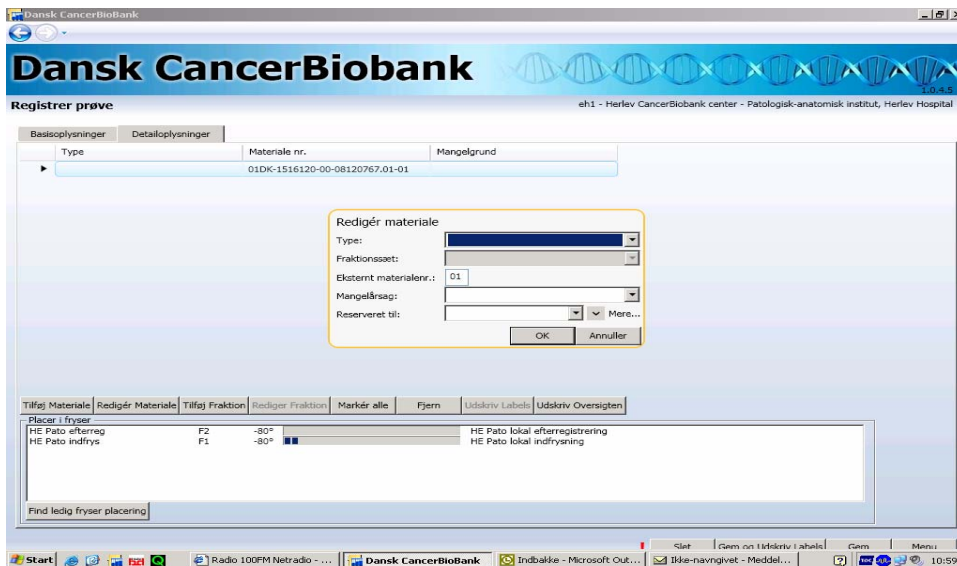 Dansk CancerBioBank
Dansk CancerBiobank
1.0.4.5
Registrer prøve
eh1 - Herlev CancerBiobank center - Patologisk-anatomisk institut, Herlev Hospital
Basisoplysninger Detailoplysninger
Type Materiale nr. Mangelgrund
01DK-1516120-00-08120767.01-01
Redigér materiale
Type:
Fraktionssæt:
Eksternt materialenr.: 01
Mangelårsag:
Reserveret til: Mere...
OK Annuller
Tilføj Materiale Redigér Materiale Tilføj Fraktion Rediger Fraktion Markér alle Fjern Udskriv Labels Udskriv Oversigten
Placer i fryser
HE Pato efterreg F2 -80° HE Pato lokal efterregistrering
HE Pato indfrys F1 -80° HE Pato lokal indfrysning
Find ledig fryser placering
Slet Gem og Udskriv Labels Gem Menu
Start Radio 100FM Netradio - ... Dansk CancerBioBank Indbakke - Microsoft Out... Ikke-navngivet - Meddel... 10:59